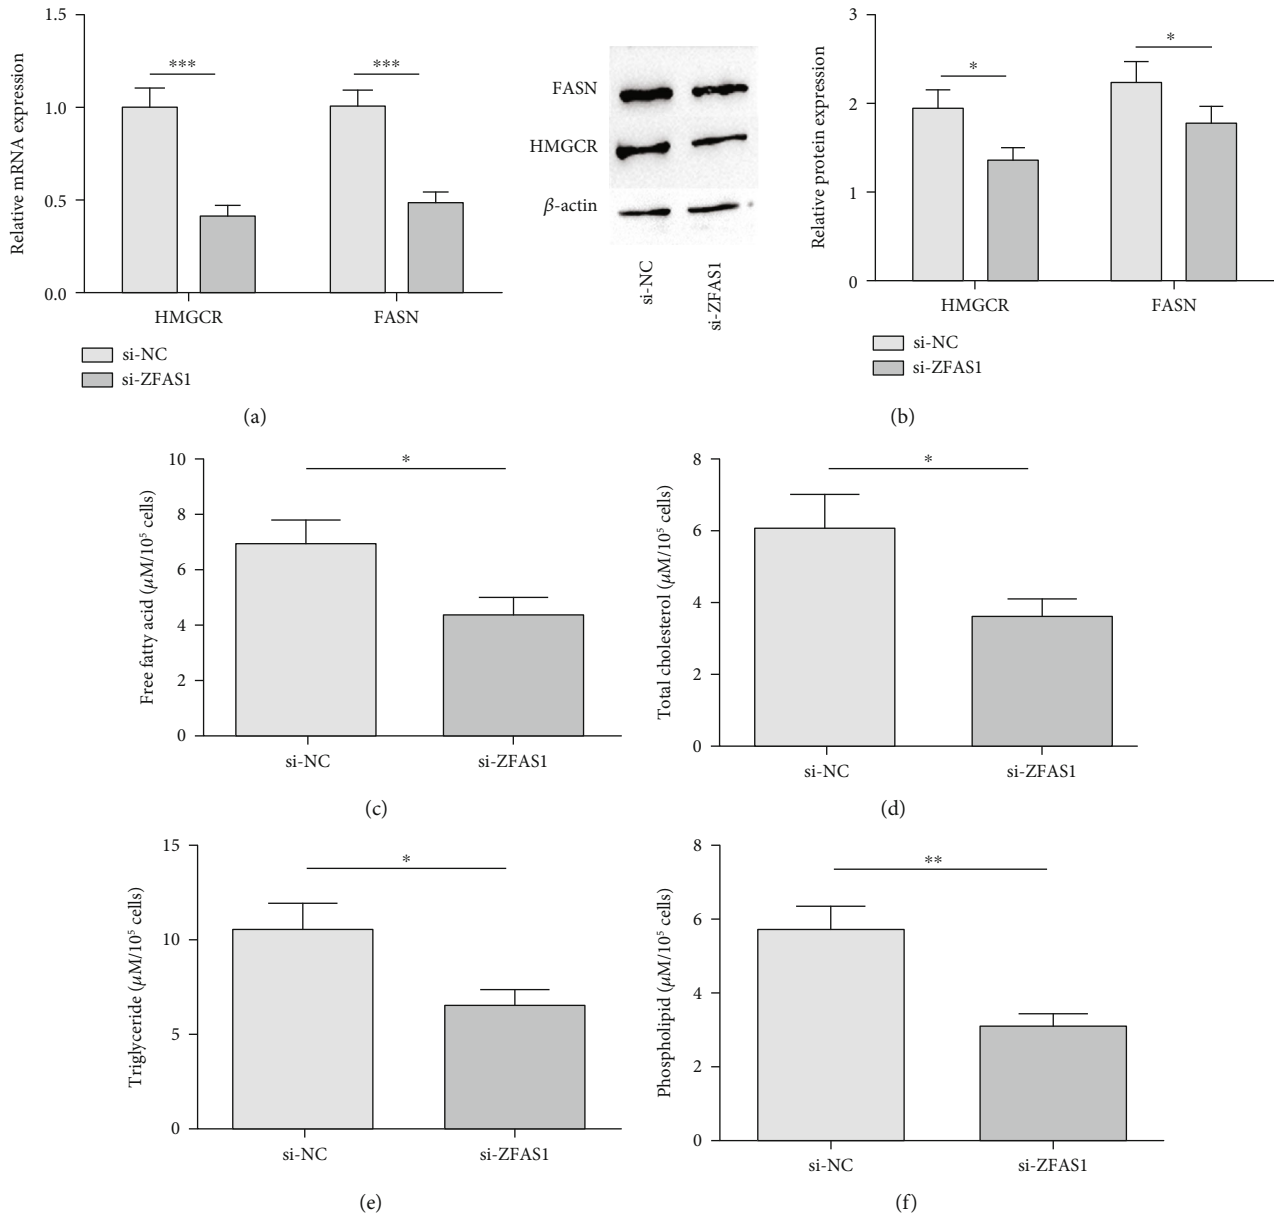 Relative mRNA expression
1.5
1.0
0.5
0.0
***
***
HMGCR
FASN
si-NC
si-ZFAS1
(a)
FASN
HMGCR
β-actin
si-NC
si-ZFAS1
Relative protein expression
3
2
1
0
*
*
HMGCR
FASN
si-NC
si-ZFAS1
(b)
Free fatty acid (μM/10⁵ cells)
10
8
6
4
2
0
*
si-NC
si-ZFAS1
(c)
Total cholesterol (μM/10⁵ cells)
8
6
4
2
0
*
si-NC
si-ZFAS1
(d)
Triglyceride (μM/10⁵ cells)
15
10
5
0
*
si-NC
si-ZFAS1
(e)
Phospholipid (μM/10⁵ cells)
8
6
4
2
0
**
si-NC
si-ZFAS1
(f)